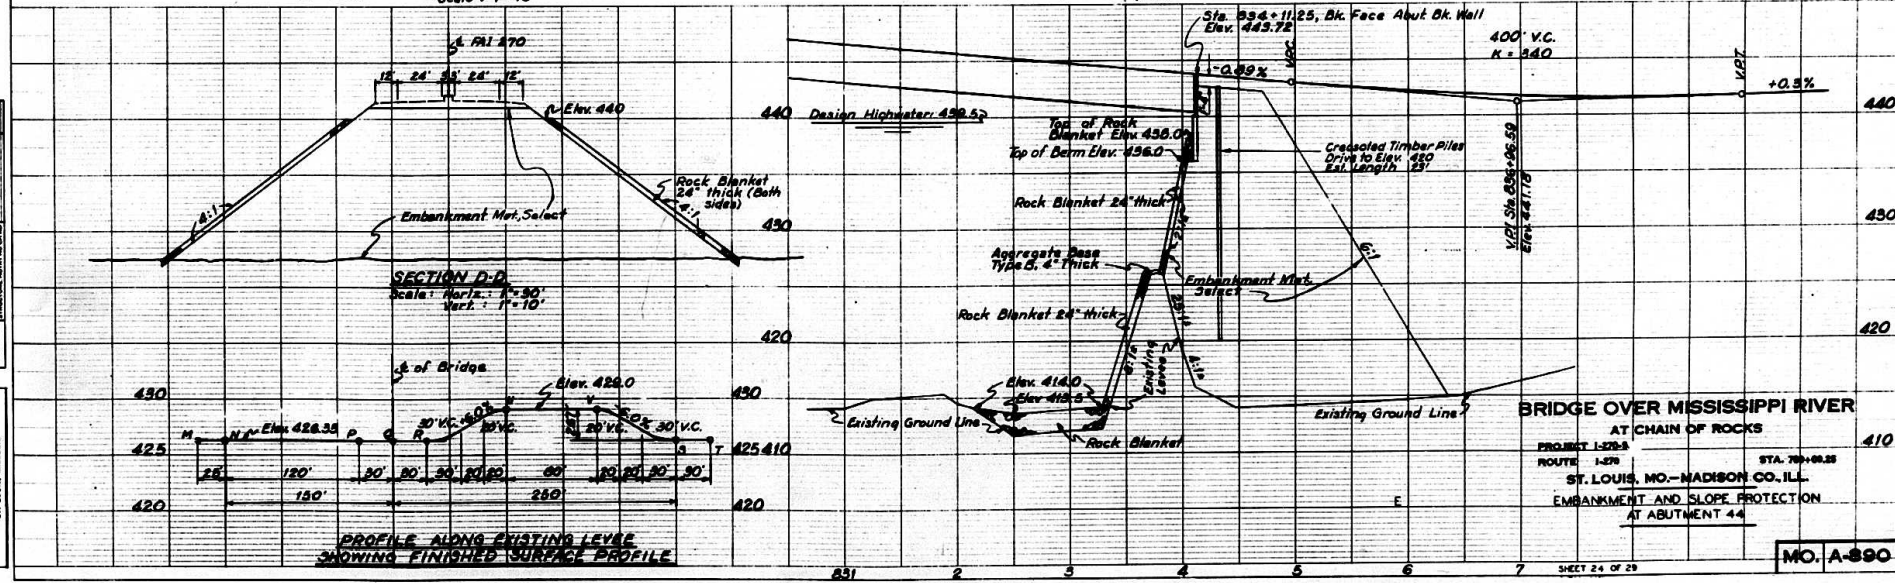 ℄ FAI 270
12' 24' 24' 12'
Elev. 440
Rock Blanket
24" thick (Both
sides)
4:1
4:1
Embankment Mat. Select
SECTION D-D
Scale: Horiz.: 1"=30'
Vert.: 1"=10'
440
430
420
℄ of Bridge
430
425
420
Elev. 429.0
M N Elev. 426.35 P Q R
V
30' V.C.
20' V.C.
30' V.C.
S T
25' 120' 30' 30' 30' 20' 20' 60' 20' 20' 30' 30'
150' 250'
430
425 410
420
PROFILE ALONG EXISTING LEVEE
SHOWING FINISHED SURFACE PROFILE
Sta. 834+11.25, Bk. Face Abut. Bk. Wall
Elev. 443.72
-0.89%
V.P.C.
400' V.C.
K = 340
V.P.T.
+0.3%
Design Highwater
Top of Rock
Blanket Elev. 438.0
Top of Berm Elev. 436.0
Creosoted Timber Piles
Drive to Elev. 420
Est. Length 23'
V.P.I. Sta. 836+96.59
Elev. 441.18
Rock Blanket 24" thick
Aggregate Base
Type B, 4" Thick
Embankment Mat.
Select
6:1
Rock Blanket 24" thick
Existing
Levee
Elev. 414.0
Elev. 413.5
Existing Ground Line
Rock Blanket
Existing Ground Line
440
430
420
410
E
BRIDGE OVER MISSISSIPPI RIVER
AT CHAIN OF ROCKS
PROJECT
ROUTE I-270 STA.
ST. LOUIS, MO.-MADISON CO., ILL.
EMBANKMENT AND SLOPE PROTECTION
AT ABUTMENT 44
831 2 3 4 5 6 7
SHEET 24 OF 29
MO. A-890